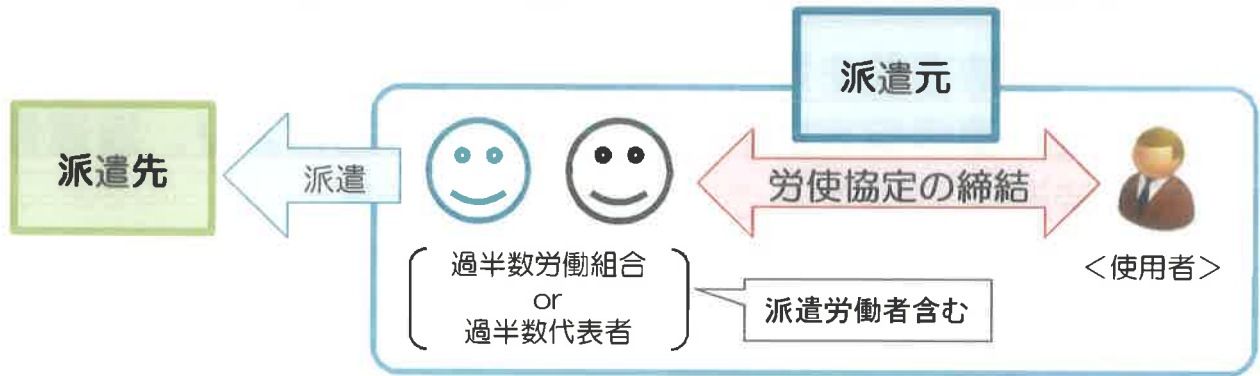 派遣元
派遣先
派遣
労使協定の締結
過半数労働組合
or
過半数代表者
派遣労働者含む
＜使用者＞